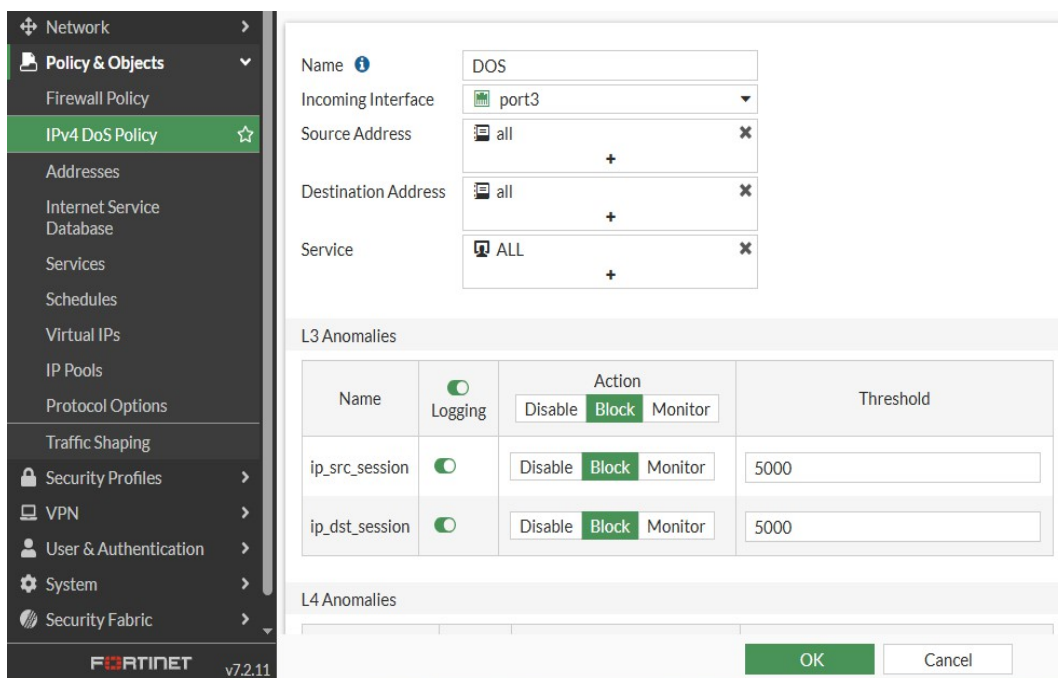 Network
Policy & Objects
Firewall Policy
IPv4 DoS Policy
Addresses
Internet Service
Database
Services
Schedules
Virtual IPs
IP Pools
Protocol Options
Traffic Shaping
Security Profiles
VPN
User & Authentication
System
Security Fabric
FORTINET v7.2.11
Name DOS
Incoming Interface port3
Source Address all
+
Destination Address all
+
Service ALL
+
L3 Anomalies
Name Logging Action Threshold
Disable Block Monitor
ip_src_session Disable Block Monitor 5000
ip_dst_session Disable Block Monitor 5000
L4 Anomalies
OK Cancel